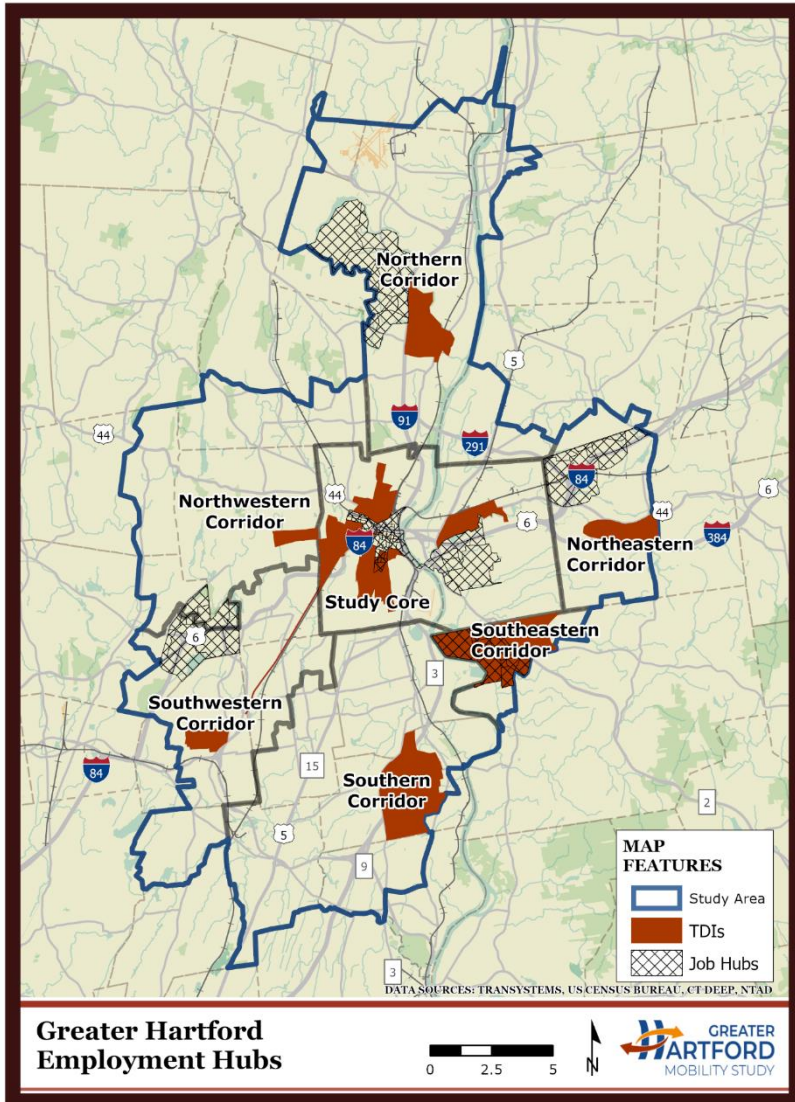 Northern
Corridor
5
91
291
44
84
44
6
Northwestern
Corridor
44
84
6
Northeastern
Corridor
384
Study Core
6
Southeastern
Corridor
3
Southwestern
Corridor
84
15
Southern
Corridor
5
9
2
3
MAP
FEATURES
Study Area
TDIs
Job Hubs
DATA SOURCES: TRANSYSTEMS, US CENSUS BUREAU, CT DEEP, NTAD
Greater Hartford
Employment Hubs
0 2.5 5
N
GREATER
HARTFORD
MOBILITY STUDY